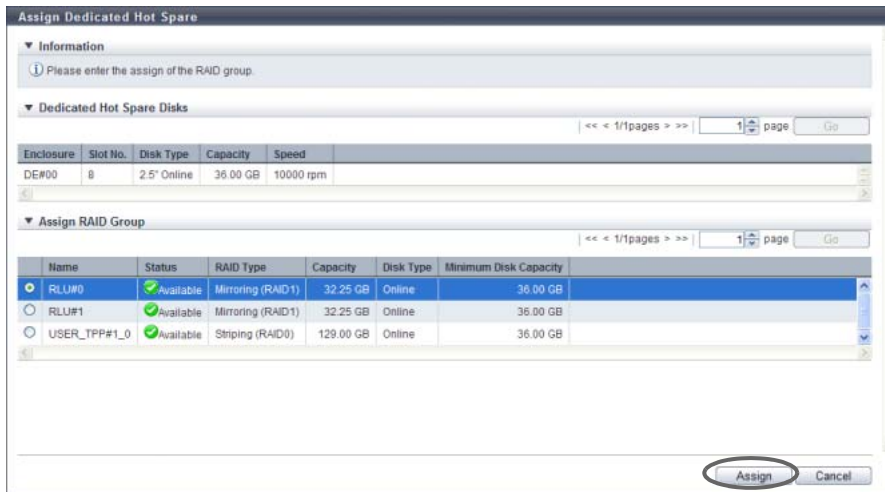 Assign Dedicated Hot Spare
Information
Please enter the assign of the RAID group.
Dedicated Hot Spare Disks
| << < 1/1pages > >> | 1 page Go
Enclosure Slot No. Disk Type Capacity Speed
DE#00 8 2.5" Online 36.00 GB 10000 rpm
Assign RAID Group
| << < 1/1pages > >> | 1 page Go
Name Status RAID Type Capacity Disk Type Minimum Disk Capacity
RLU#0 Available Mirroring (RAID1) 32.25 GB Online 36.00 GB
RLU#1 Available Mirroring (RAID1) 32.25 GB Online 36.00 GB
USER_TPP#1_0 Available Striping (RAID0) 129.00 GB Online 36.00 GB
Assign Cancel